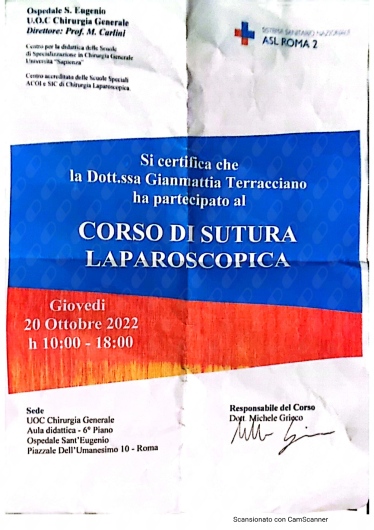 Ospedale S. Eugenio
U.O.C Chirurgia Generale
Direttore: Prof. M. Carlini
Centro per la didattica delle Scuole
di Specializzazione in Chirurgia Generale
Università "Sapienza"
Centro accreditato delle Scuole Speciali
ACOI e SIC di Chirurgia Laparoscopica.
SISTEMA SANITARIO NAZIONALE
ASL ROMA 2
Si certifica che
la Dott.ssa Gianmattia Terracciano
ha partecipato al
CORSO DI SUTURA
LAPAROSCOPICA
Giovedì
20 Ottobre 2022
h 10:00 - 18:00
Sede
UOC Chirurgia Generale
Aula didattica - 6° Piano
Ospedale Sant'Eugenio
Piazzale Dell'Umanesimo 10 - Roma
Responsabile del Corso
Dott. Michele Grieco
Scansionato con CamScanner